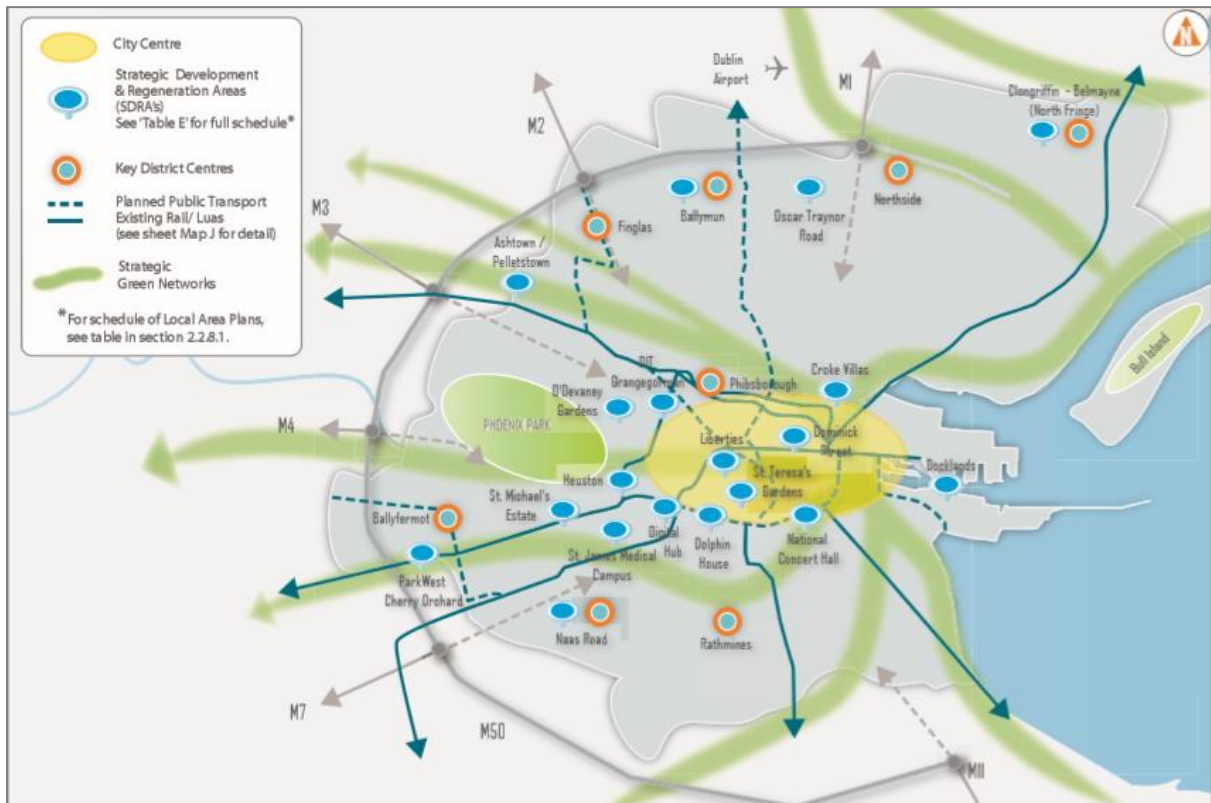 City Centre
Strategic Development
& Regeneration Areas
(SDRA's)
See 'Table E' for full schedule*
Key District Centres
Planned Public Transport
Existing Rail/ Luas
(see sheet Map J for detail)
Strategic
Green Networks
*For schedule of Local Area Plans,
see table in section 2.2.8.1.
N
Dublin
Airport
M1
M2
M3
Clongriffin - Belmayne
(North Fringe)
Northside
Ballymun
Oscar Traynor
Road
Finglas
Ashtown /
Pelletstown
Bull Island
DIT
Grangegorman
Phibsborough
Croke Villas
O'Devaney
Gardens
PHOENIX PARK
M4
Liberties
Dominick
Street
Docklands
Heuston
St. Teresa's
Gardens
St. Michael's
Estate
Ballyfermot
Digital
Hub
Dolphin
House
National
Concert Hall
St. James Medical
Campus
ParkWest
Cherry Orchard
Naas Road
Rathmines
M7
M50
M11